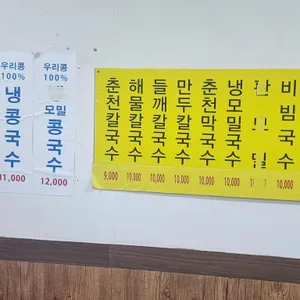 우리콩
100%
냉콩국수
11,000
우리콩
100%
모밀콩국수
12,000
춘천칼국수
9,000
해물칼국수
10,000
들깨칼국수
10,000
만두칼국수
10,000
춘천막국수
10,000
냉모밀국수
10,000
판모밀
비빔국수
10,000